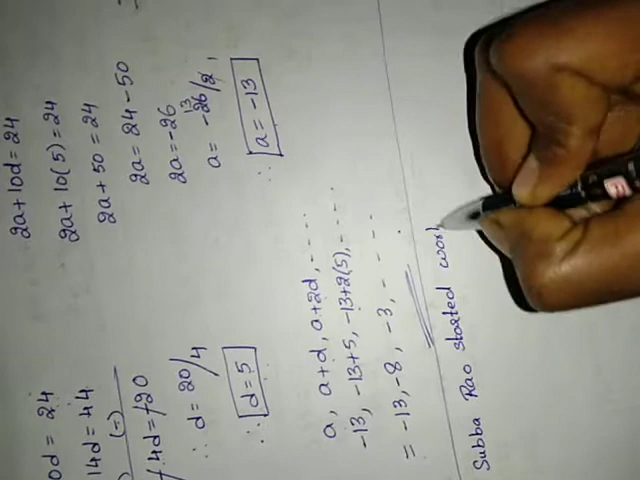 0d = 24
14d = 44
(-)
4d = 20
∴ d = 20/4
∴ d = 5
2a + 10d = 24
2a + 10(5) = 24
2a + 50 = 24
2a = 24 - 50
2a = -26
a = -26/2
13
∴ a = -13
a, a+d, a+2d, ----
-13, -13+5, -13+2(5), ----
= -13, -8, -3, - - - -
Subba Rao started work